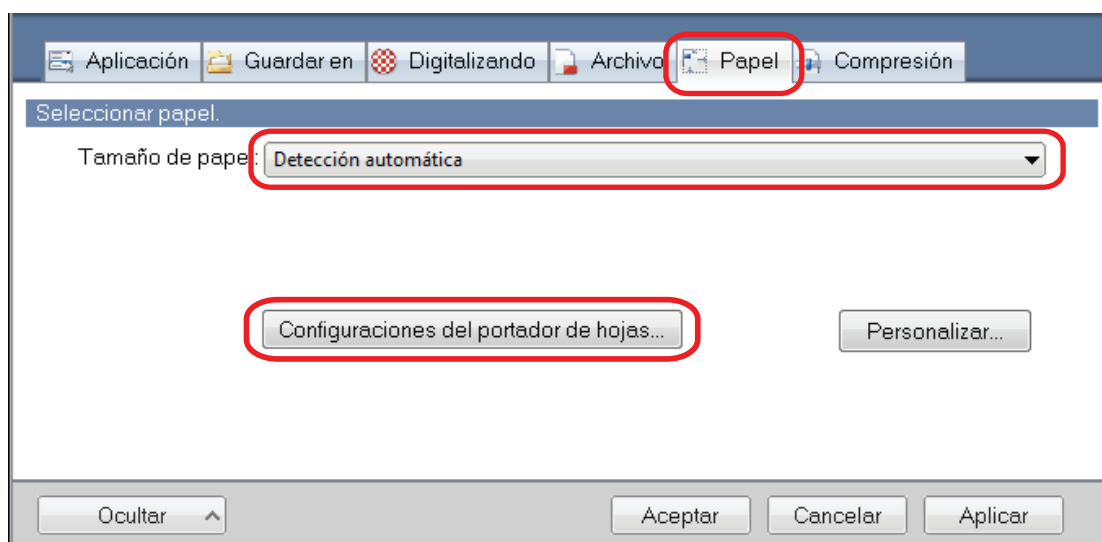 Aplicación Guardar en Digitalizando Archivo Papel Compresión
Seleccionar papel.
Tamaño de papel: Detección automática
Configuraciones del portador de hojas... Personalizar...
Ocultar Aceptar Cancelar Aplicar